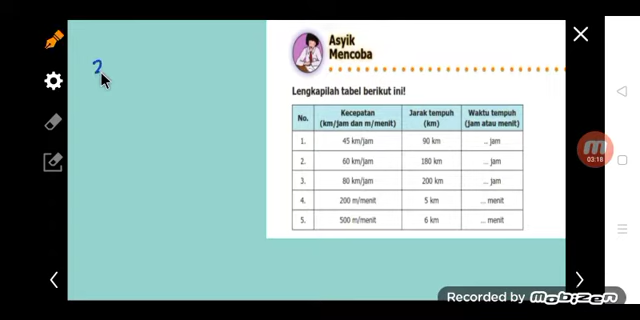 2
Asyik
Mencoba
Lengkapilah tabel berikut ini!
No. Kecepatan (km/jam dan m/menit) Jarak tempuh (km) Waktu tempuh (jam atau menit)
1. 45 km/jam 90 km ... jam
2. 60 km/jam 180 km ... jam
3. 80 km/jam 200 km ... jam
4. 200 m/menit 5 km ... menit
5. 500 m/menit 6 km ... menit
03:18
Recorded by MOBIZEN